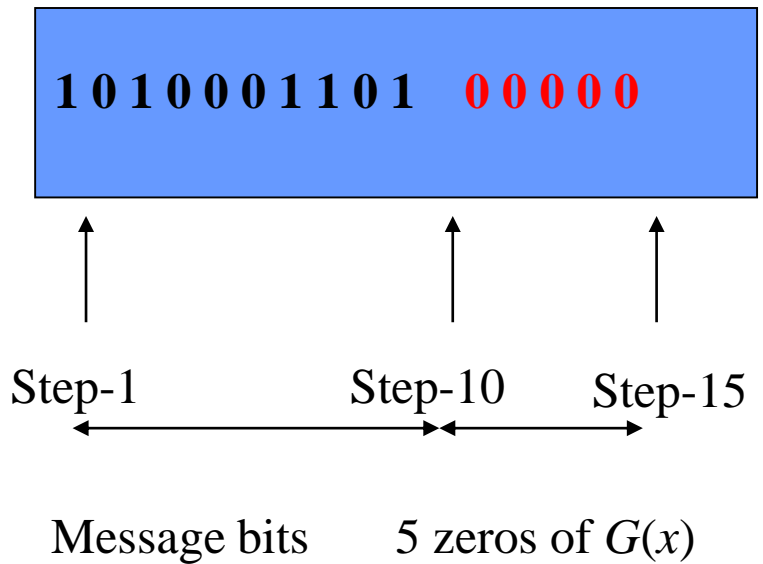 1 0 1 0 0 0 1 1 0 1 0 0 0 0 0
Step-1 Step-10 Step-15
Message bits 5 zeros of G(x)